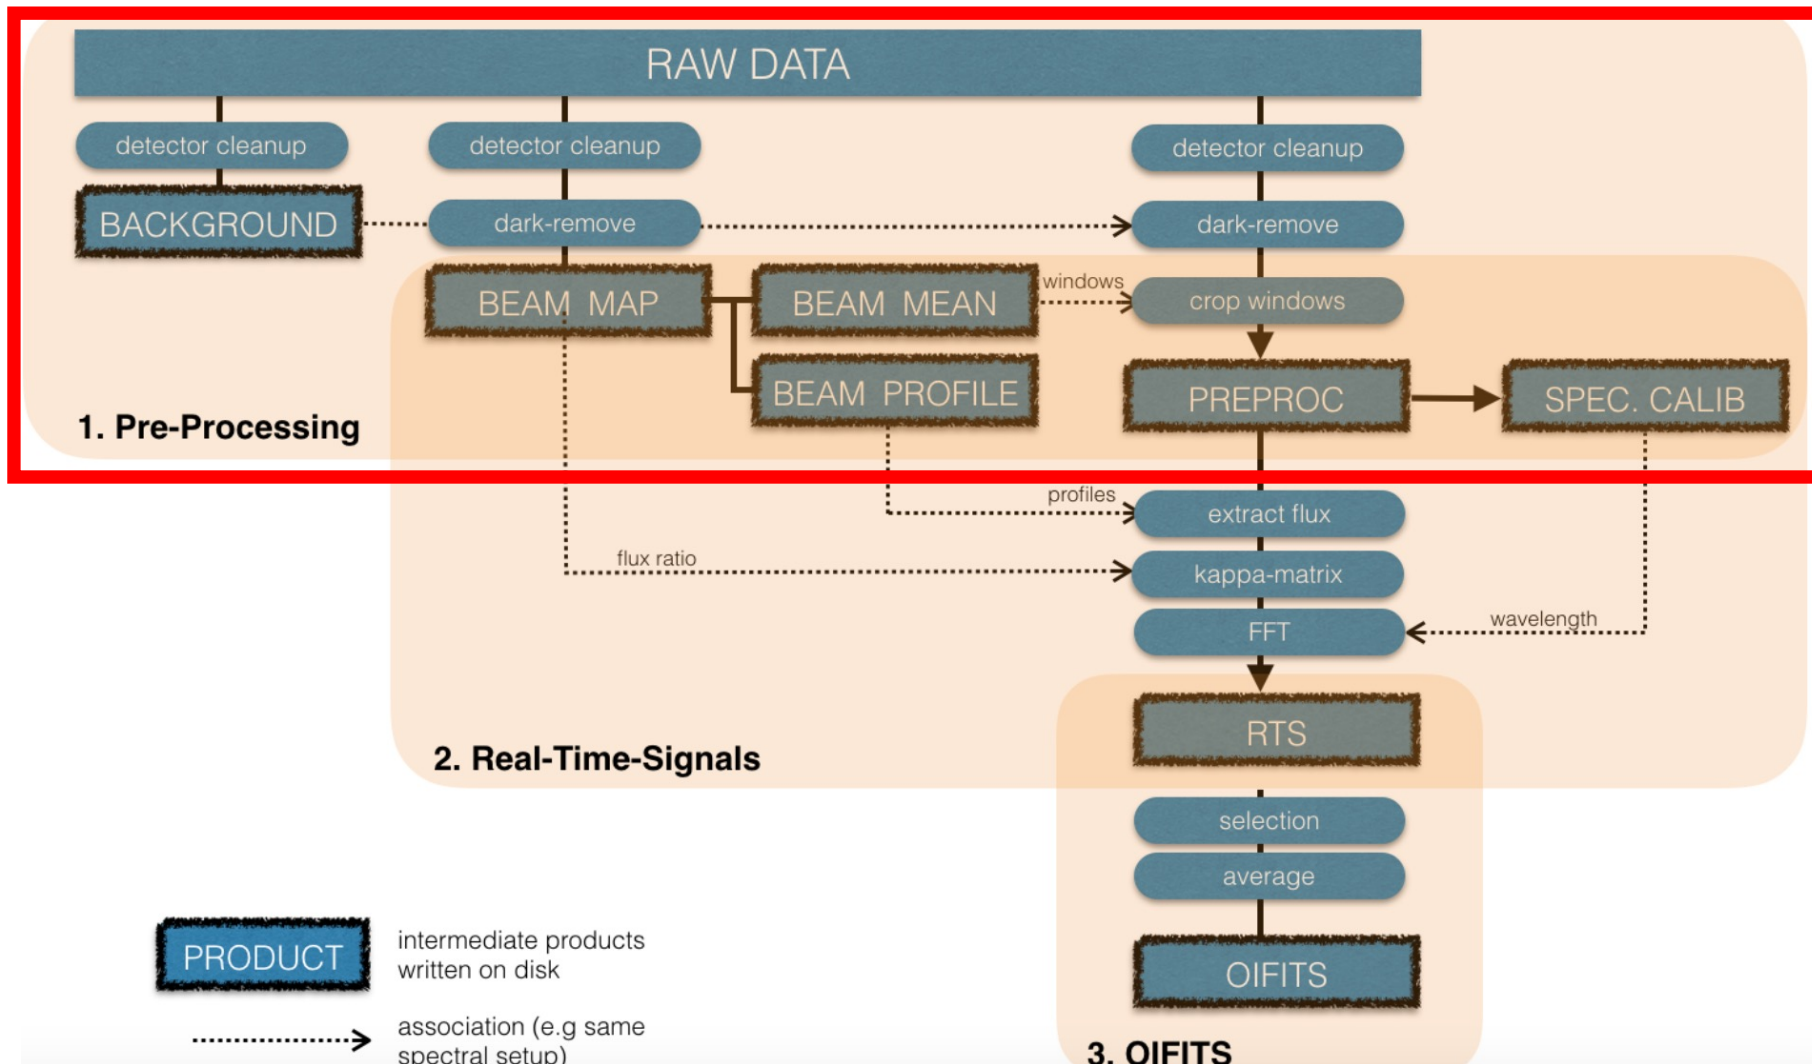 RAW DATA
detector cleanup
detector cleanup
detector cleanup
BACKGROUND
dark-remove
dark-remove
BEAM MAP
BEAM MEAN
windows
crop windows
BEAM PROFILE
PREPROC
SPEC. CALIB
1. Pre-Processing
profiles
extract flux
flux ratio
kappa-matrix
FFT
wavelength
RTS
2. Real-Time-Signals
selection
average
PRODUCT
intermediate products
written on disk
OIFITS
association (e.g same
spectral setup)
3. OIFITS